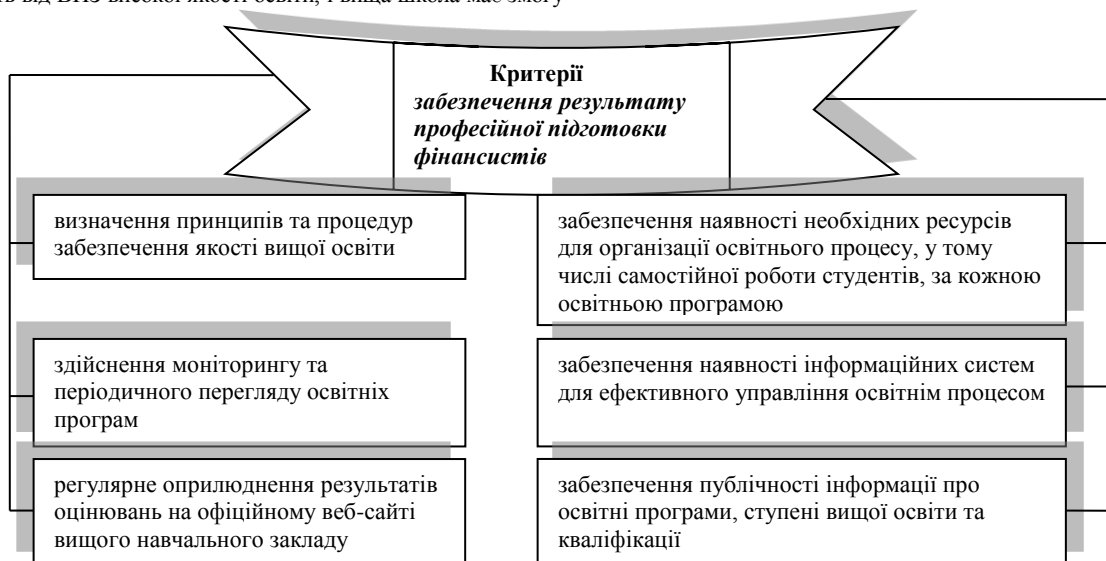 від ВНЗ високої якості освіти, і вища школа має змогу
Критерії
забезпечення результату
професійної підготовки
фінансистів
визначення принципів та процедур
забезпечення якості вищої освіти
забезпечення наявності необхідних ресурсів
для організації освітнього процесу, у тому
числі самостійної роботи студентів, за кожною
освітньою програмою
здійснення моніторингу та
періодичного перегляду освітніх
програм
забезпечення наявності інформаційних систем
для ефективного управління освітнім процесом
регулярне оприлюднення результатів
оцінювань на офіційному веб-сайті
вищого навчального закладу
забезпечення публічності інформації про
освітні програми, ступені вищої освіти та
кваліфікації